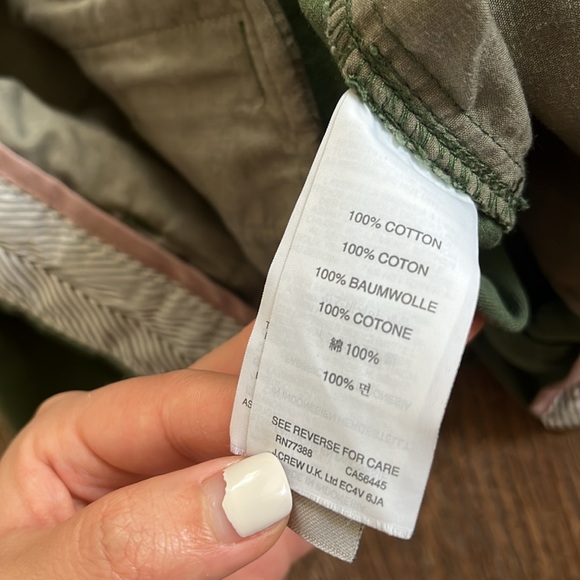 100% COTTON
100% COTON
100% BAUMWOLLE
100% COTONE
綿 100%
100% 면
SEE REVERSE FOR CARE
RN77388 CA56445
J.CREW U.K. Ltd EC4V 6JA